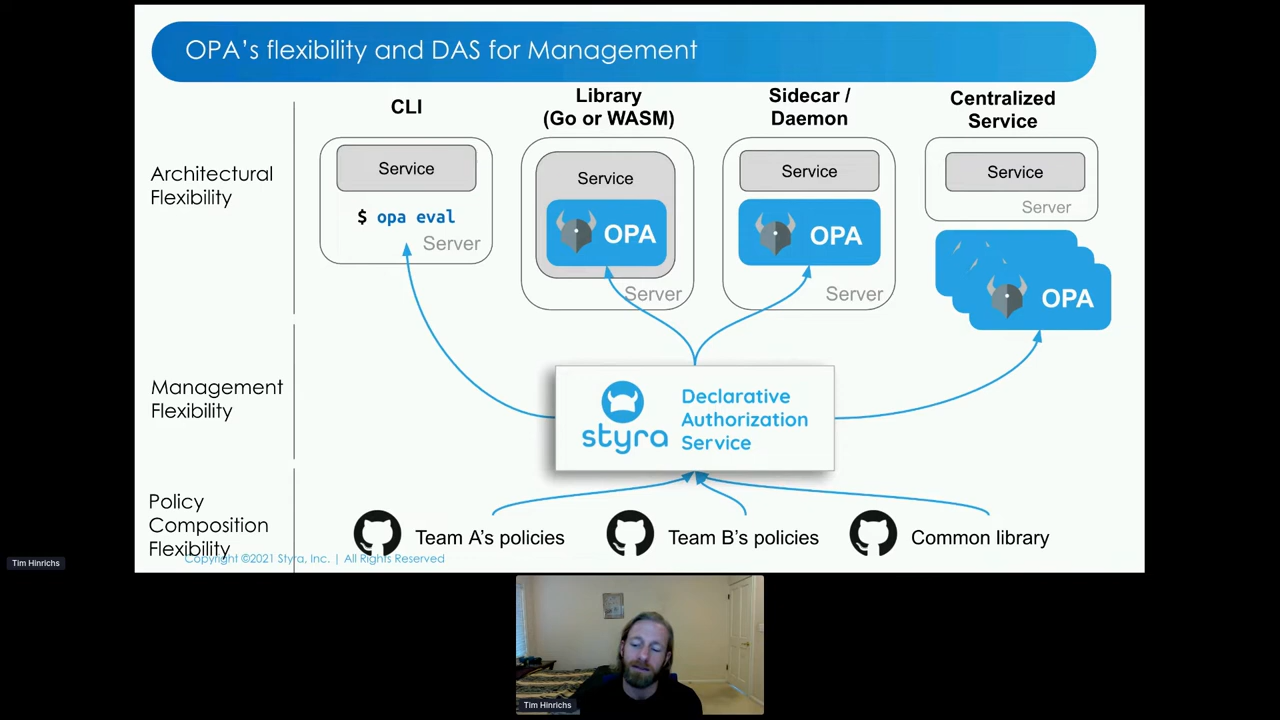 OPA's flexibility and DAS for Management
CLI
Library
(Go or WASM)
Sidecar /
Daemon
Centralized
Service
Architectural
Flexibility
Service
$ opa eval
Server
Service
OPA
Server
Service
OPA
Server
Service
Server
OPA
Management
Flexibility
styra
Declarative
Authorization
Service
Policy
Composition
Flexibility
Team A's policies
Team B's policies
Common library
Copyright ©2021 Styra, Inc. | All Rights Reserved
Tim Hinrichs
Tim Hinrichs